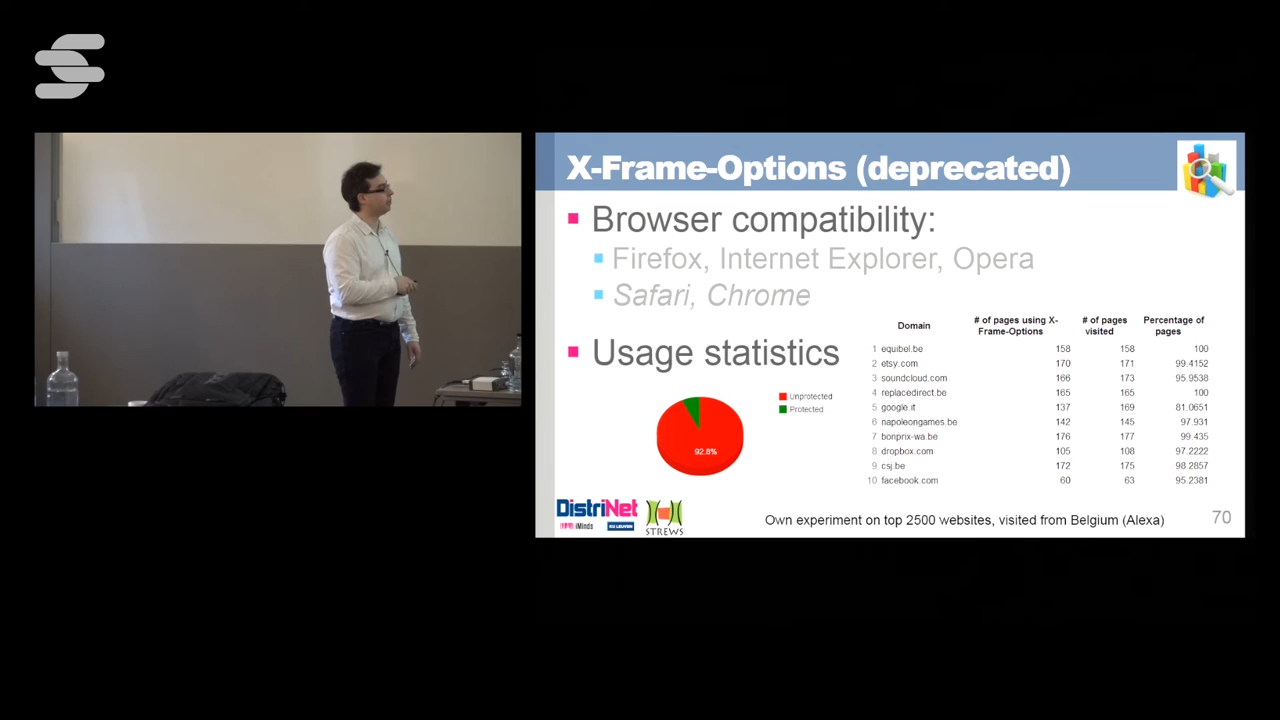 X-Frame-Options (deprecated)
Browser compatibility:
Firefox, Internet Explorer, Opera
Safari, Chrome
Usage statistics
Unprotected
Protected
92.8%
Domain # of pages using X-Frame-Options # of pages visited Percentage of pages
1 equibel.be 158 158 100
2 etsy.com 170 171 99.4152
3 soundcloud.com 166 173 95.9538
4 replacedirect.be 165 165 100
5 google.it 137 169 81.0651
6 napoleongames.be 142 145 97.931
7 bonprix-wa.be 176 177 99.435
8 dropbox.com 105 108 97.2222
9 csj.be 172 175 98.2857
10 facebook.com 60 63 95.2381
DistriNet
iMinds KU LEUVEN
STREWS
Own experiment on top 2500 websites, visited from Belgium (Alexa)
70